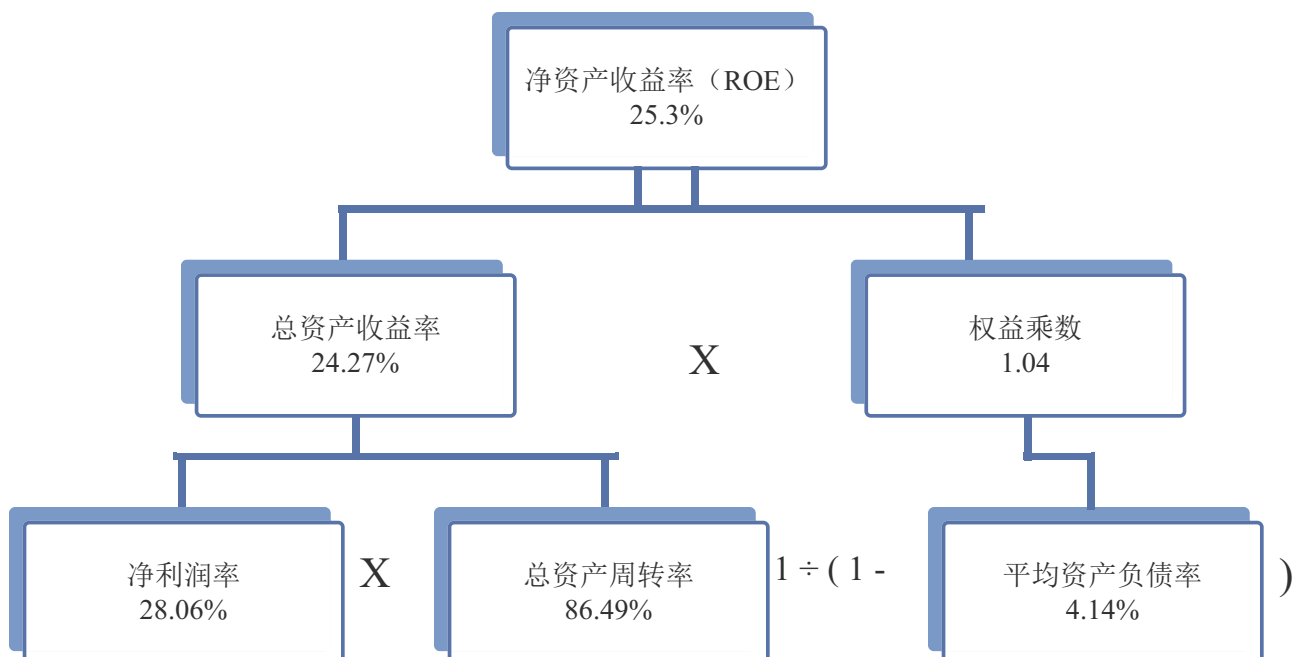 净资产收益率（ROE）
25.3%
总资产收益率
24.27%
X
权益乘数
1.04
净利润率
28.06%
X
总资产周转率
86.49%
1 ÷ ( 1 -
平均资产负债率
4.14%
)